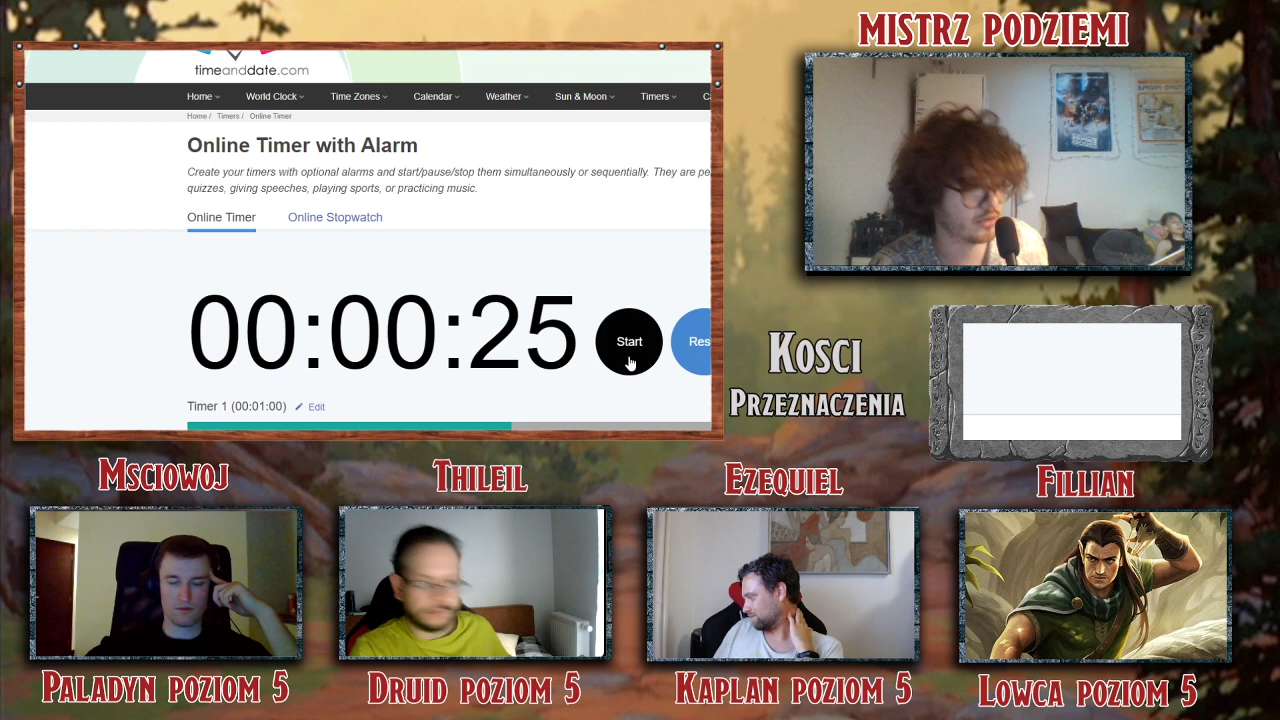 MISTRZ PODZIEMI
timeanddate.com
Home
World Clock
Time Zones
Calendar
Weather
Sun & Moon
Timers
Home / Timers / Online Timer
Online Timer with Alarm
Create your timers with optional alarms and start/pause/stop them simultaneously or sequentially. They are
quizzes, giving speeches, playing sports, or practicing music.
Online Timer
Online Stopwatch
00:00:25
Start
Timer 1 (00:01:00)
Edit
KOSCI
PRZEZNACZENIA
MSCIOWOJ
THILEIL
EZEQUIEL
FILLIAN
PALADYN POZIOM 5
DRUID POZIOM 5
KAPLAN POZIOM 5
LOWCA POZIOM 5